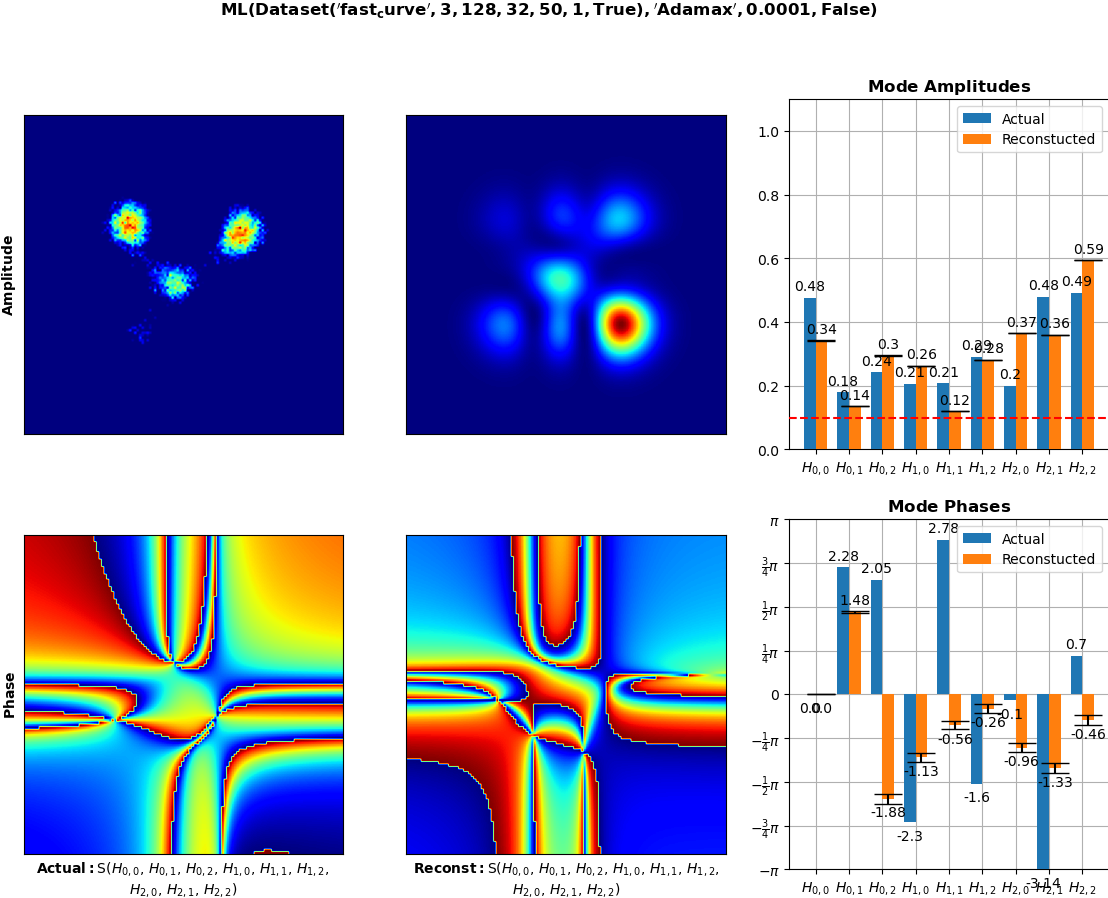 ML(Dataset('fast_curve', 3, 128, 32, 50, 1, True), 'Adamax', 0.0001, False)
Amplitude
Mode Amplitudes
Actual
Reconstucted
1.0
0.8
0.6
0.4
0.2
0.0
0.48
0.34
0.18
0.14
0.24
0.3
0.21
0.26
0.21
0.12
0.29
0.28
0.2
0.37
0.48
0.36
0.49
0.59
H0,0 H0,1 H0,2 H1,0 H1,1 H1,2 H2,0 H2,1 H2,2
Phase
Actual: S(H0,0, H0,1, H0,2, H1,0, H1,1, H1,2,
H2,0, H2,1, H2,2)
Reconst: S(H0,0, H0,1, H0,2, H1,0, H1,1, H1,2,
H2,0, H2,1, H2,2)
Mode Phases
Actual
Reconstucted
π
3/4π
1/2π
1/4π
0
−1/4π
−1/2π
−3/4π
−π
0.0
0.0
2.28
1.48
2.05
-1.88
-2.3
-1.13
2.78
-0.56
-1.6
-0.26
-0.1
-0.96
-3.14
-1.33
0.7
-0.46
H0,0 H0,1 H0,2 H1,0 H1,1 H1,2 H2,0 H2,1 H2,2